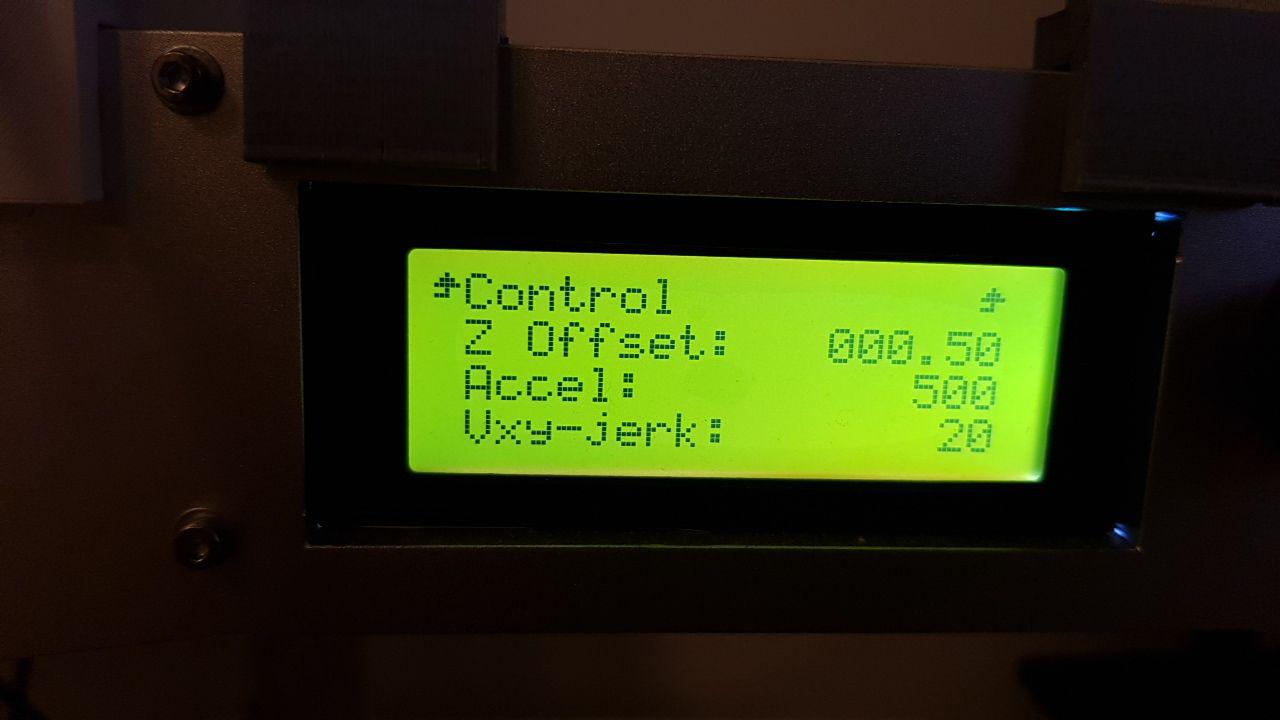 Control
Z Offset: 000.50
Accel: 500
Vxy-jerk: 20